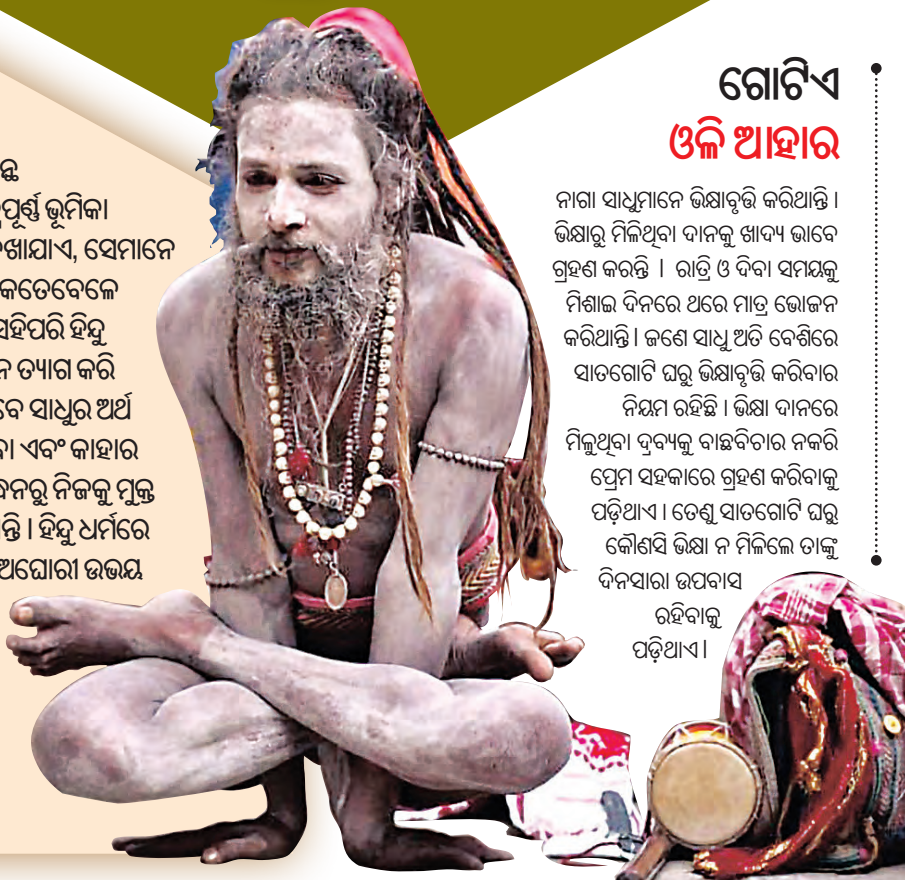 ପୂର୍ଣ୍ଣ ଭୂମିକା
ଖାଯାଏ, ସେମାନେ
କେତେବେଳେ
ସହିପରି ହିନ୍ଦୁ
ନ ତ୍ୟାଗ କରି
ବେ ସାଧୁର ଅର୍ଥ
ବା ଏବଂ କାହାର
ଧନରୁ ନିଜକୁ ମୁକ୍ତ
ନ୍ତି । ହିନ୍ଦୁ ଧର୍ମରେ
ଅଘୋରୀ ଉଭୟ
ଗୋଟିଏ
ଓଳି ଆହାର
ନାଗା ସାଧୁମାନେ ଭିକ୍ଷାବୃତ୍ତି କରିଥାନ୍ତି ।
ଭିକ୍ଷାରୁ ମିଳିଥିବା ଦାନକୁ ଖାଦ୍ୟ ଭାବେ
ଗ୍ରହଣ କରନ୍ତି । ରାତ୍ରି ଓ ଦିବା ସମୟକୁ
ମିଶାଇ ଦିନରେ ଥରେ ମାତ୍ର ଭୋଜନ
କରିଥାନ୍ତି । ଜଣେ ସାଧୁ ଅତି ବେଶିରେ
ସାତଗୋଟି ଘରୁ ଭିକ୍ଷାବୃତ୍ତି କରିବାର
ନିୟମ ରହିଛି । ଭିକ୍ଷା ଦାନରେ
ମିଳୁଥିବା ଦ୍ରବ୍ୟକୁ ବାଛବିଚାର ନକରି
ପ୍ରେମ ସହକାରେ ଗ୍ରହଣ କରିବାକୁ
ପଡ଼ିଥାଏ । ତେଣୁ ସାତଗୋଟି ଘରୁ
କୌଣସି ଭିକ୍ଷା ନ ମିଳିଲେ ତାଙ୍କୁ
ଦିନସାରା ଉପବାସ
ରହିବାକୁ
ପଡ଼ିଥାଏ ।